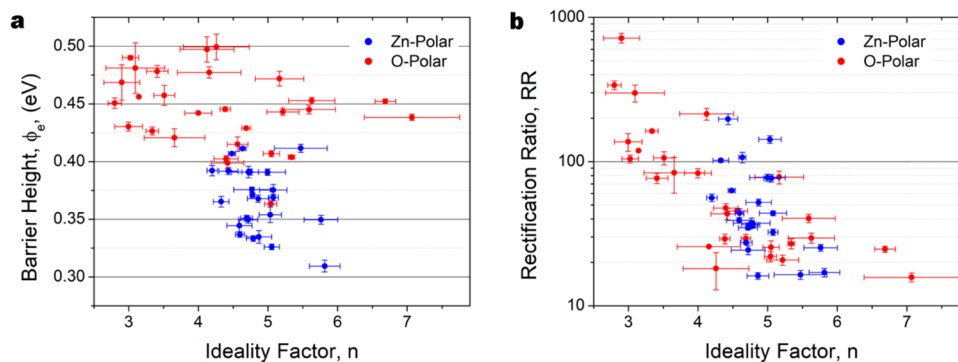 a
Zn-Polar
O-Polar
0.50
0.45
0.40
0.35
0.30
Barrier Height, ϕe, (eV)
3 4 5 6 7
Ideality Factor, n
b
Zn-Polar
O-Polar
1000
100
10
Rectification Ratio, RR
3 4 5 6 7
Ideality Factor, n